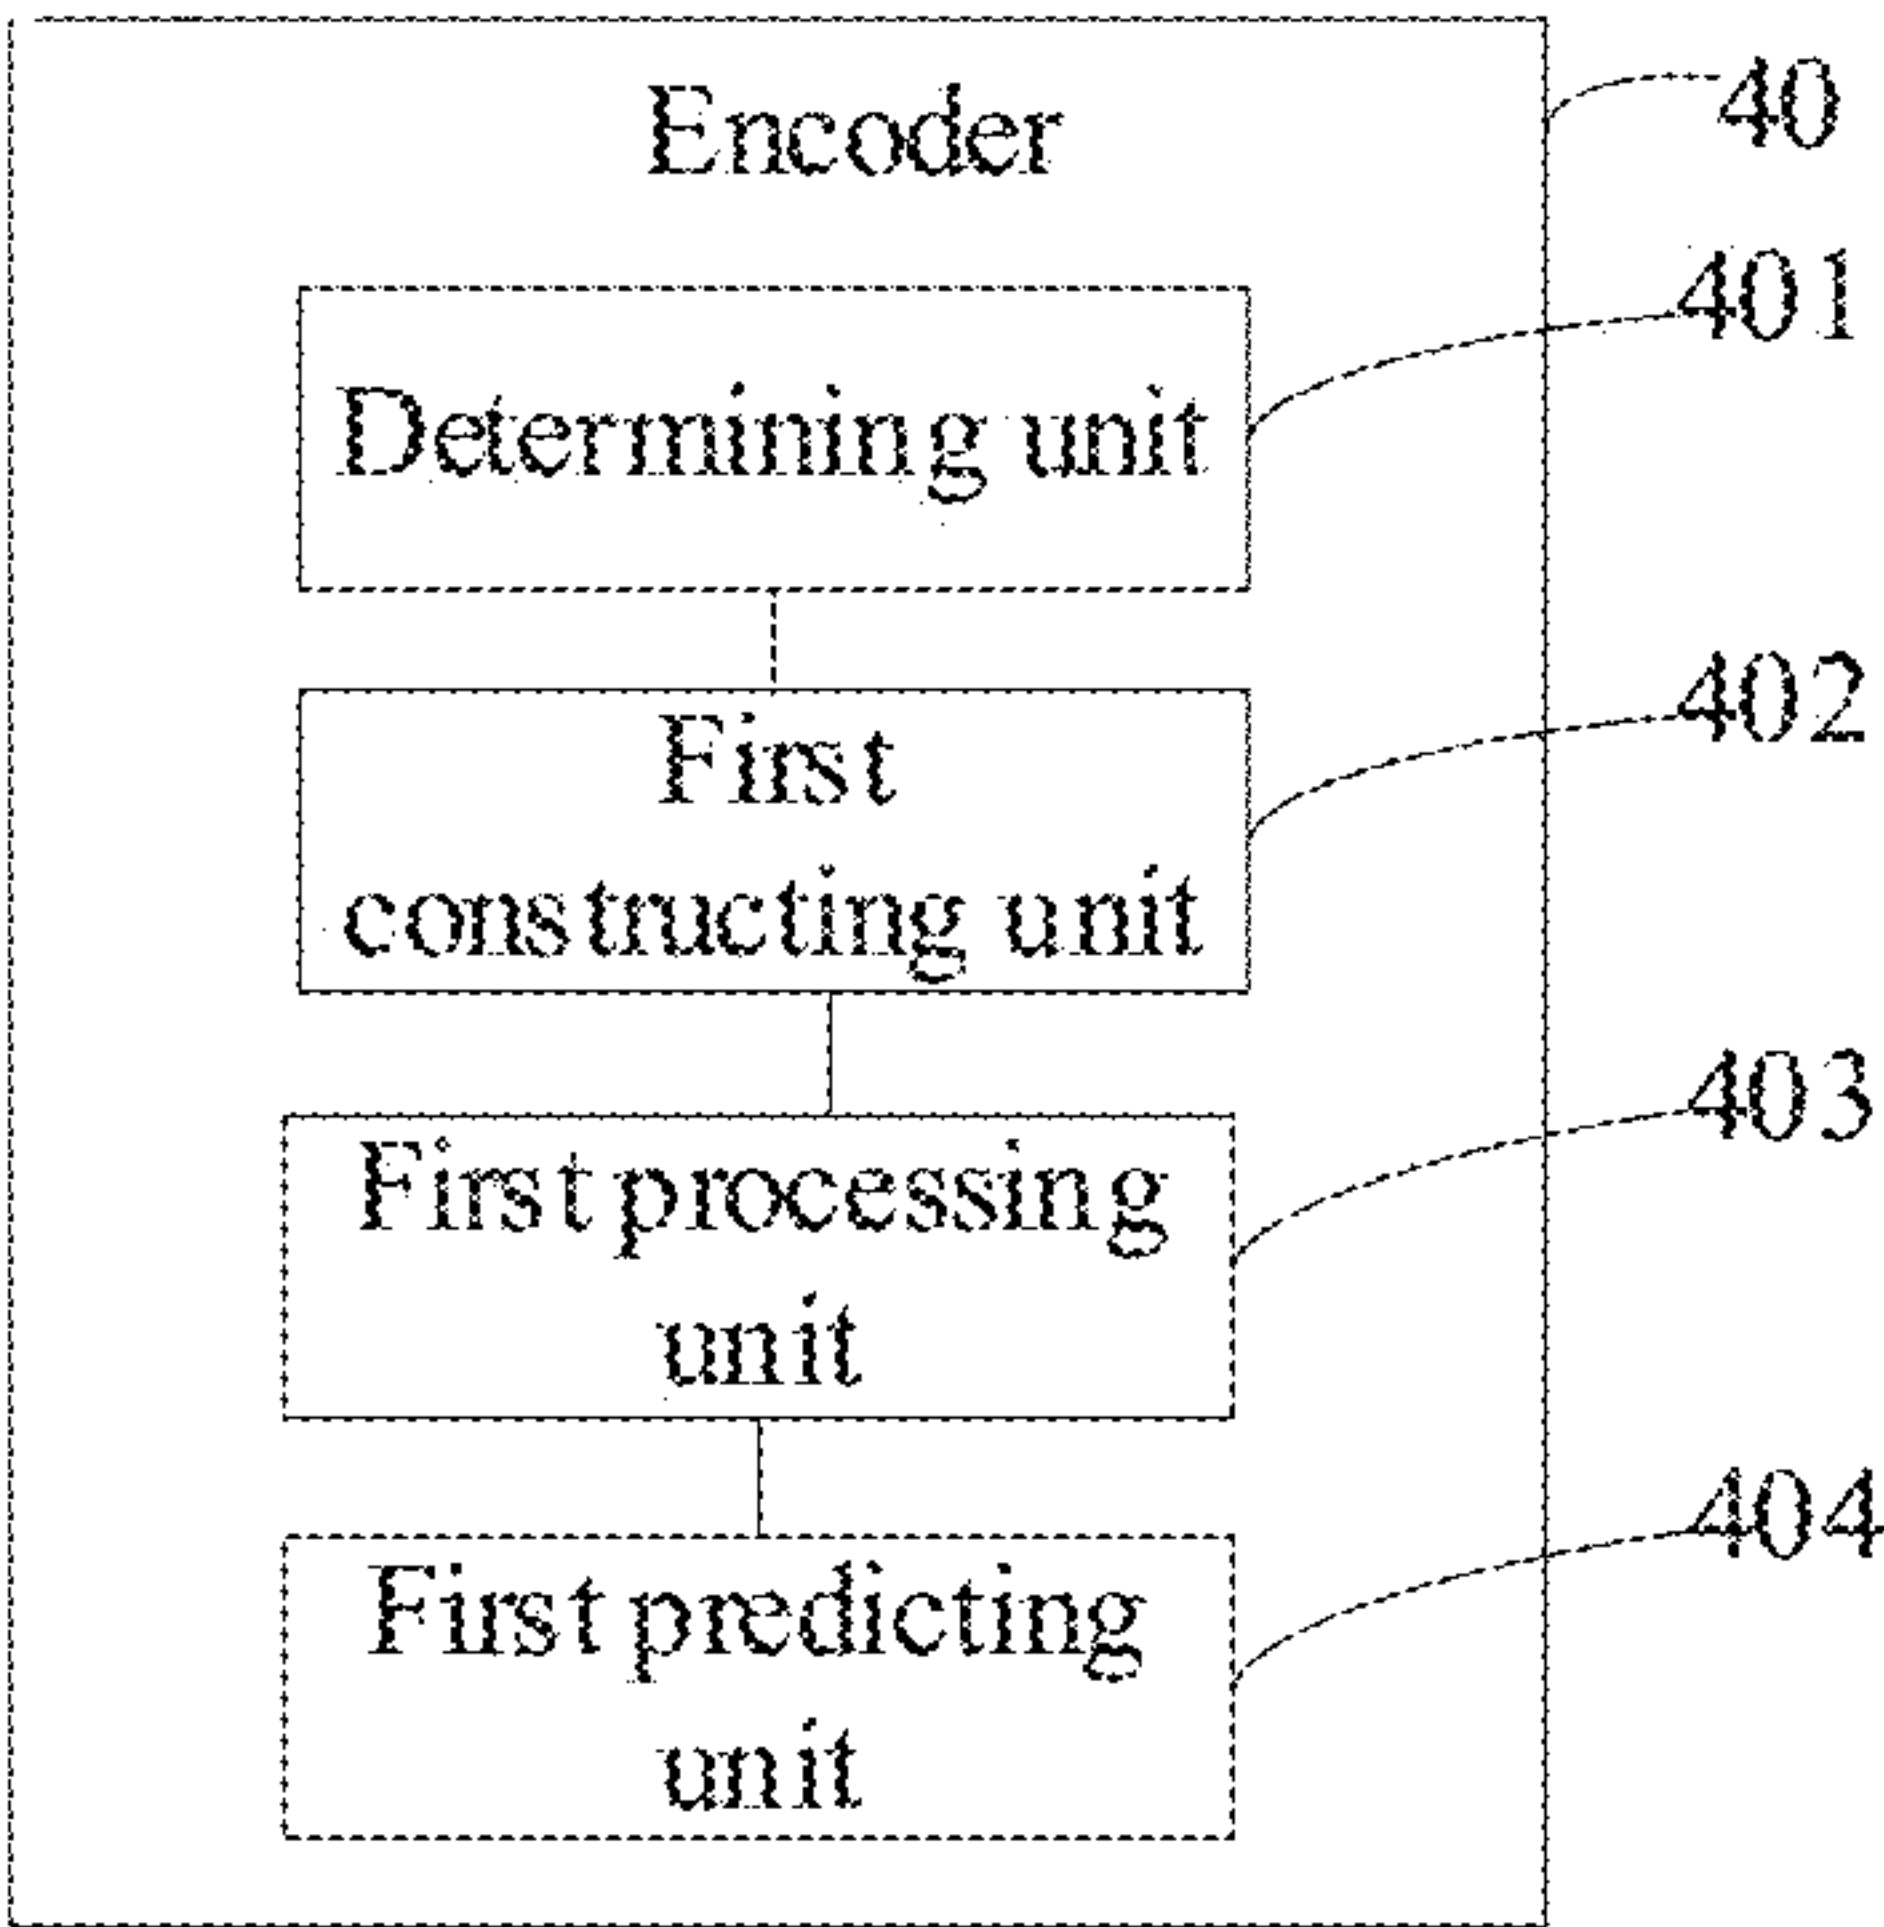 Encoder
40
401
Determining unit
402
First
constructing unit
403
First processing
unit
404
First predicting
unit